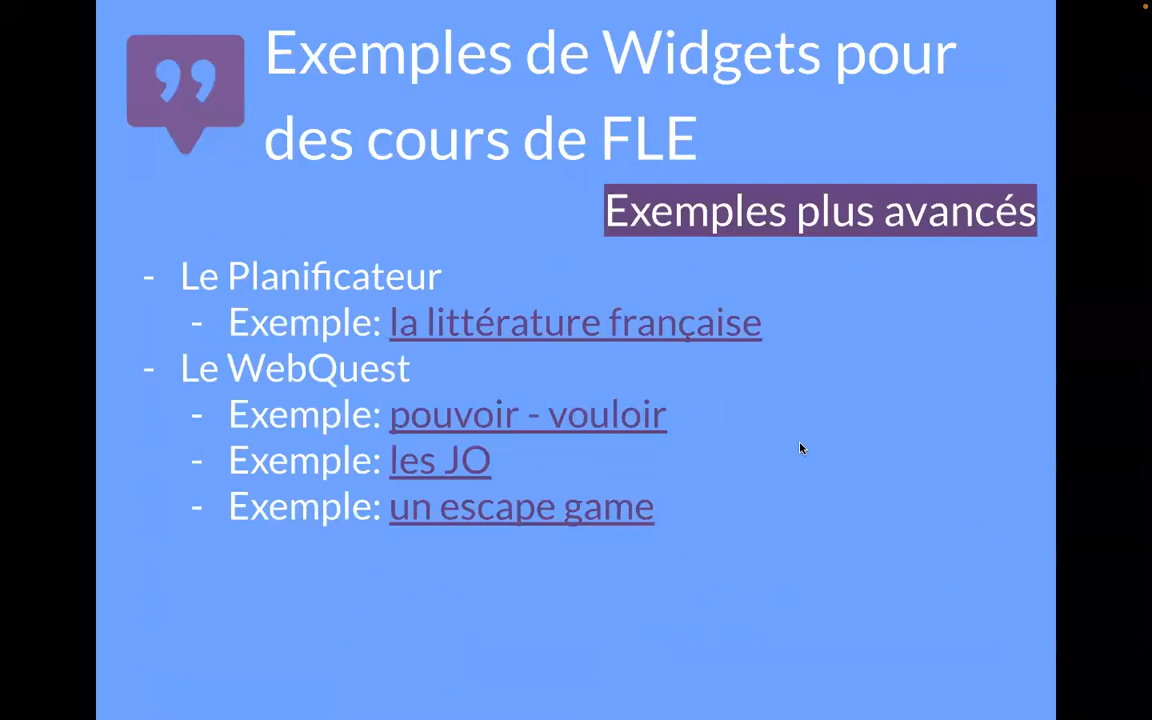 Exemples de Widgets pour
des cours de FLE
Exemples plus avancés
- Le Planificateur
- Exemple: la littérature française
- Le WebQuest
- Exemple: pouvoir - vouloir
- Exemple: les JO
- Exemple: un escape game